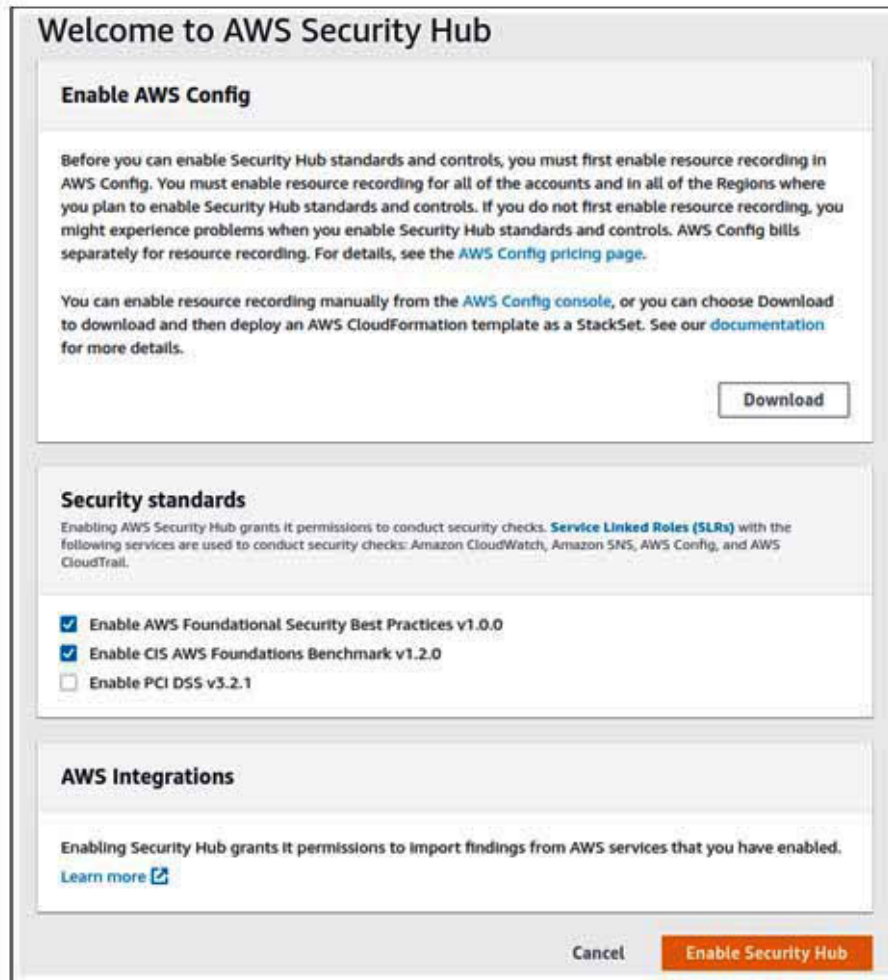 Welcome to AWS Security Hub
Enable AWS Config
Before you can enable Security Hub standards and controls, you must first enable resource recording in
AWS Config. You must enable resource recording for all of the accounts and in all of the Regions where
you plan to enable Security Hub standards and controls. If you do not first enable resource recording, you
might experience problems when you enable Security Hub standards and controls. AWS Config bills
separately for resource recording. For details, see the AWS Config pricing page.
You can enable resource recording manually from the AWS Config console, or you can choose Download
to download and then deploy an AWS CloudFormation template as a StackSet. See our documentation
for more details.
Download
Security standards
Enabling AWS Security Hub grants it permissions to conduct security checks. Service Linked Roles (SLRs) with the
following services are used to conduct security checks: Amazon CloudWatch, Amazon SNS, AWS Config, and AWS
CloudTrail.
Enable AWS Foundational Security Best Practices v1.0.0
Enable CIS AWS Foundations Benchmark v1.2.0
Enable PCI DSS v3.2.1
AWS Integrations
Enabling Security Hub grants it permissions to import findings from AWS services that you have enabled.
Learn more
Cancel Enable Security Hub